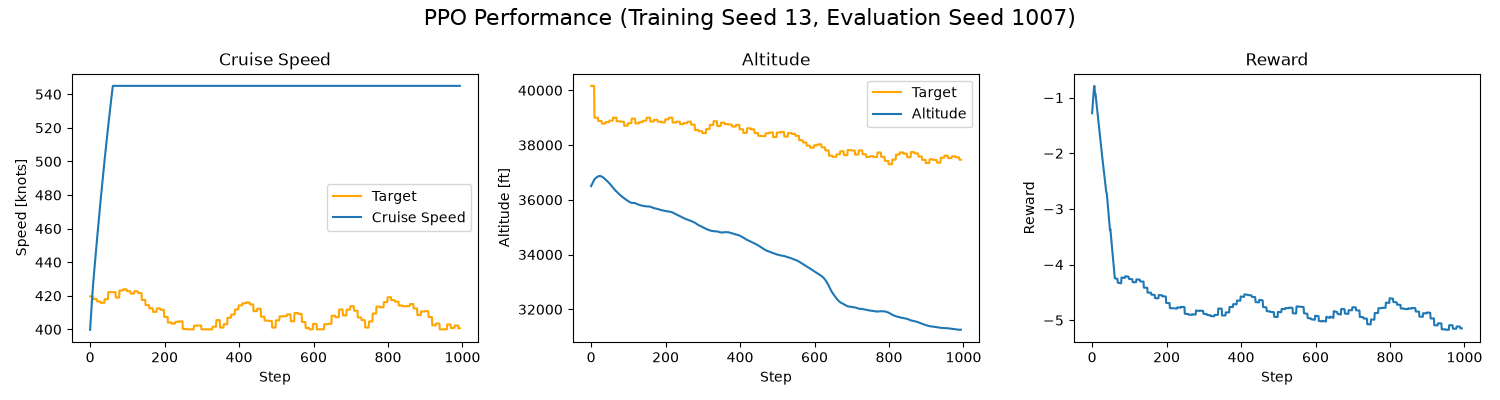 PPO Performance (Training Seed 13, Evaluation Seed 1007)
Cruise Speed
Speed [knots]
540
520
500
480
460
440
420
400
0
200
400
600
800
1000
Step
Target
Cruise Speed
Altitude
Altitude [ft]
40000
38000
36000
34000
32000
0
200
400
600
800
1000
Step
Target
Altitude
Reward
Reward
−1
−2
−3
−4
−5
0
200
400
600
800
1000
Step